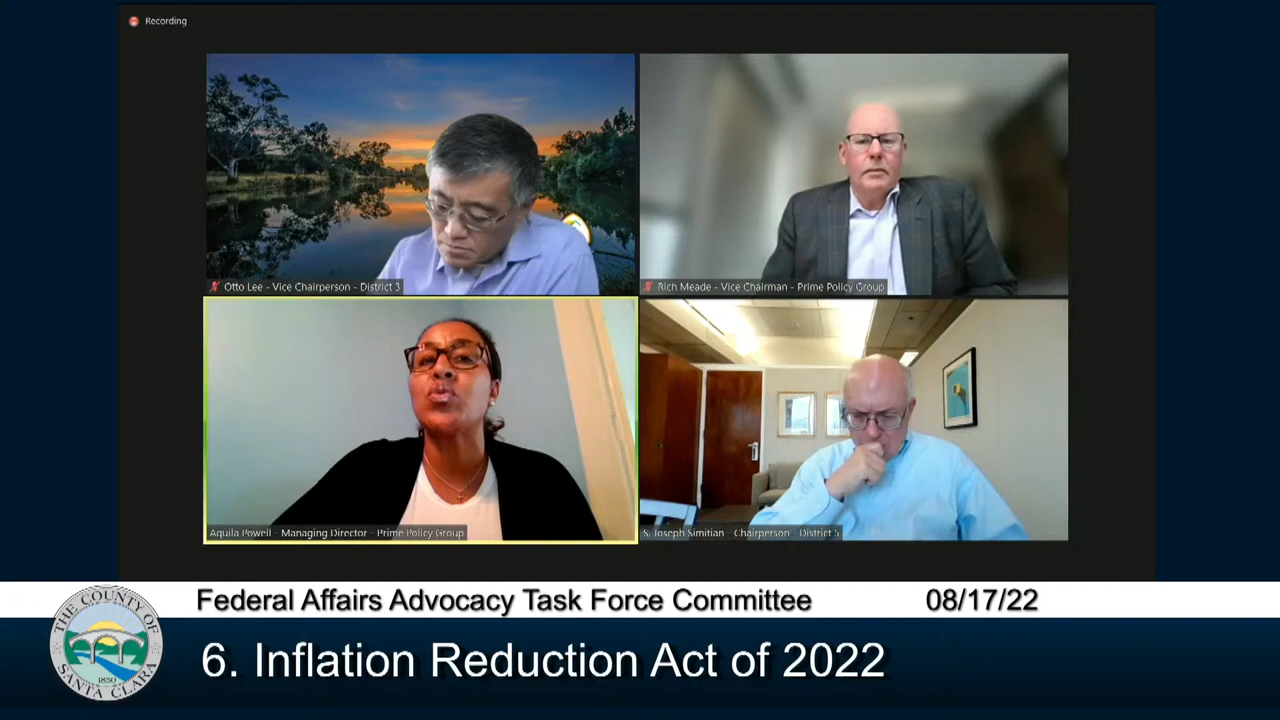 Recording
Otto Lee - Vice Chairperson - District 3
Rich Meade - Vice Chairman - Prime Policy Group
Aquila Powell - Managing Director - Prime Policy Group
S. Joseph Simitian - Chairperson - District 5
Federal Affairs Advocacy Task Force Committee
08/17/22
THE COUNTY OF
SANTA CLARA
1850
6. Inflation Reduction Act of 2022